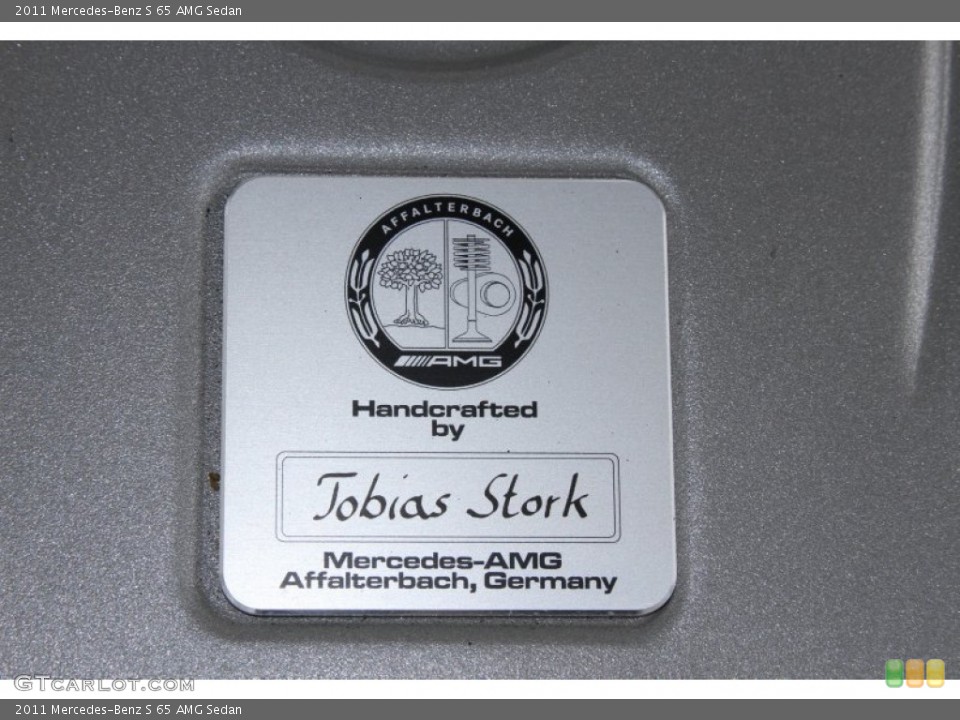 2011 Mercedes-Benz S 65 AMG Sedan
AFFALTERBACH
AMG
Handcrafted
by
Tobias Stork
Mercedes-AMG
Affalterbach, Germany
GTCARLOT.COM
2011 Mercedes-Benz S 65 AMG Sedan